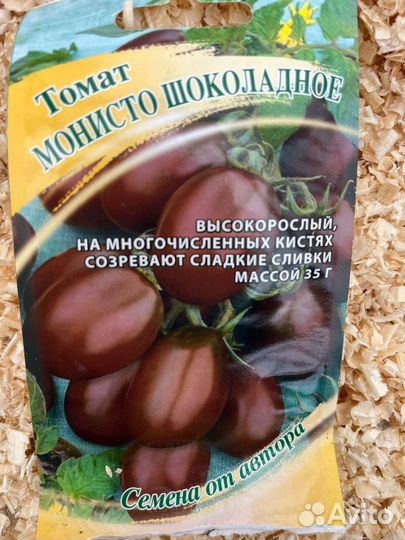 Томат
МОНИСТО ШОКОЛАДНОЕ
ВЫСОКОРОСЛЫЙ,
НА МНОГОЧИСЛЕННЫХ КИСТЯХ
СОЗРЕВАЮТ СЛАДКИЕ СЛИВКИ
МАССОЙ 35 Г
Семена от автора
Avito